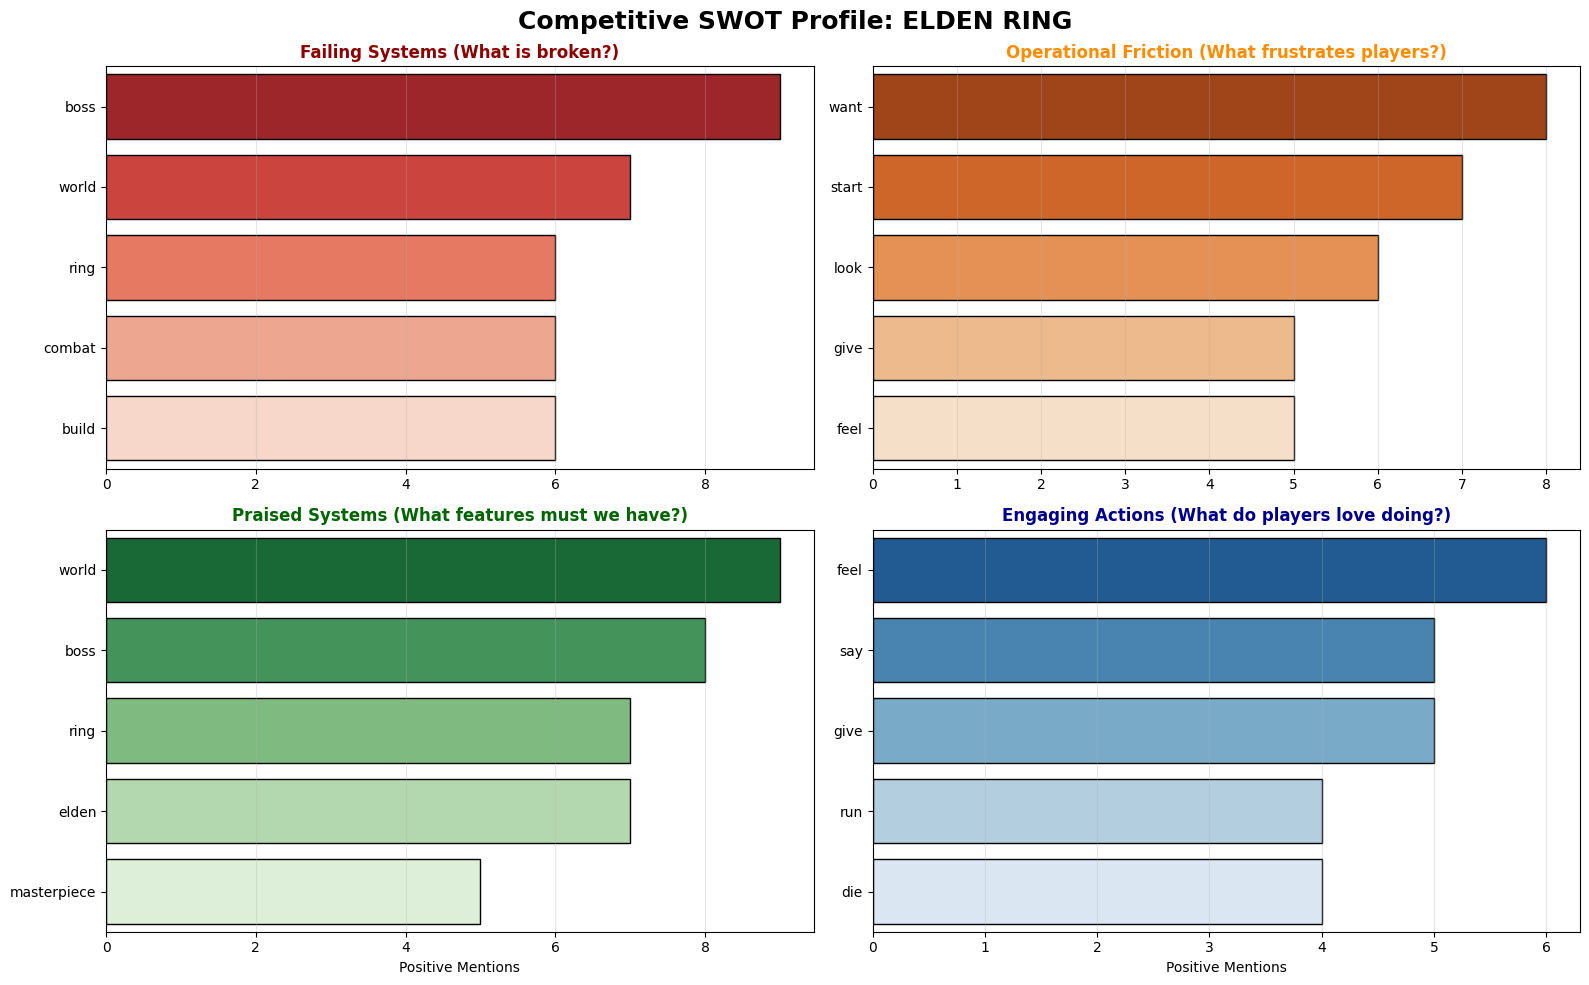 Competitive SWOT Profile: ELDEN RING
Failing Systems (What is broken?)
boss
world
ring
combat
build
0 2 4 6 8
Operational Friction (What frustrates players?)
want
start
look
give
feel
0 1 2 3 4 5 6 7 8
Praised Systems (What features must we have?)
world
boss
ring
elden
masterpiece
0 2 4 6 8
Positive Mentions
Engaging Actions (What do players love doing?)
feel
say
give
run
die
0 1 2 3 4 5 6
Positive Mentions